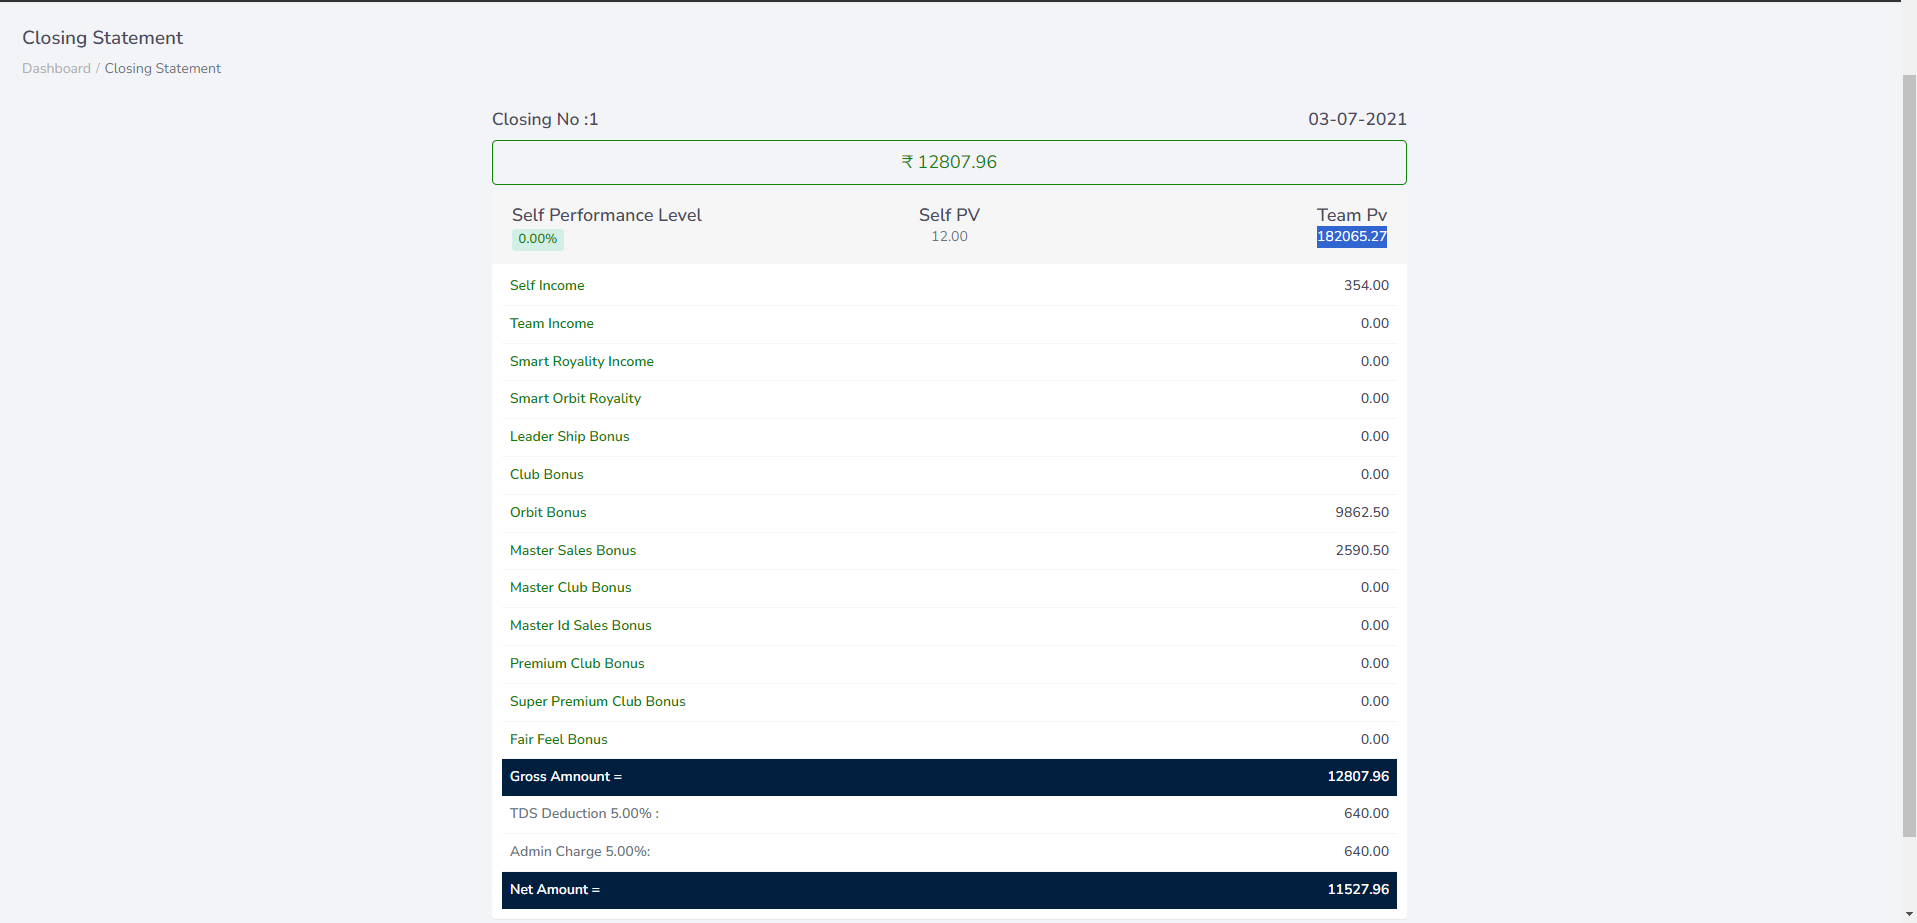 Closing Statement
Dashboard / Closing Statement
Closing No :1 03-07-2021
₹ 12807.96
Self Performance Level Self PV Team Pv
0.00% 12.00 182065.27
Self Income 354.00
Team Income 0.00
Smart Royality Income 0.00
Smart Orbit Royality 0.00
Leader Ship Bonus 0.00
Club Bonus 0.00
Orbit Bonus 9862.50
Master Sales Bonus 2590.50
Master Club Bonus 0.00
Master Id Sales Bonus 0.00
Premium Club Bonus 0.00
Super Premium Club Bonus 0.00
Fair Feel Bonus 0.00
Gross Amnount = 12807.96
TDS Deduction 5.00% : 640.00
Admin Charge 5.00%: 640.00
Net Amount = 11527.96